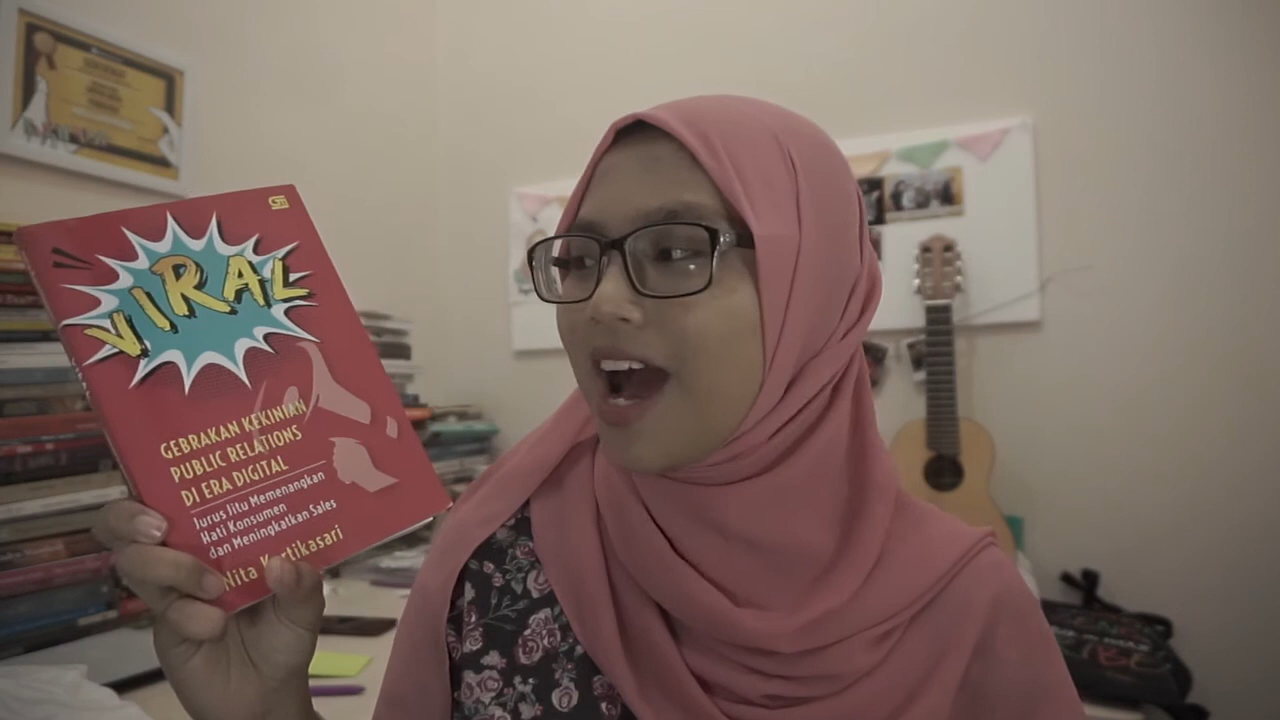 VIRAL
GEBRAKAN KEKINIAN
PUBLIC RELATIONS
DI ERA DIGITAL
Jurus Jitu Memenangkan
Hati Konsumen
dan Meningkatkan Sales
Nita Kartikasari